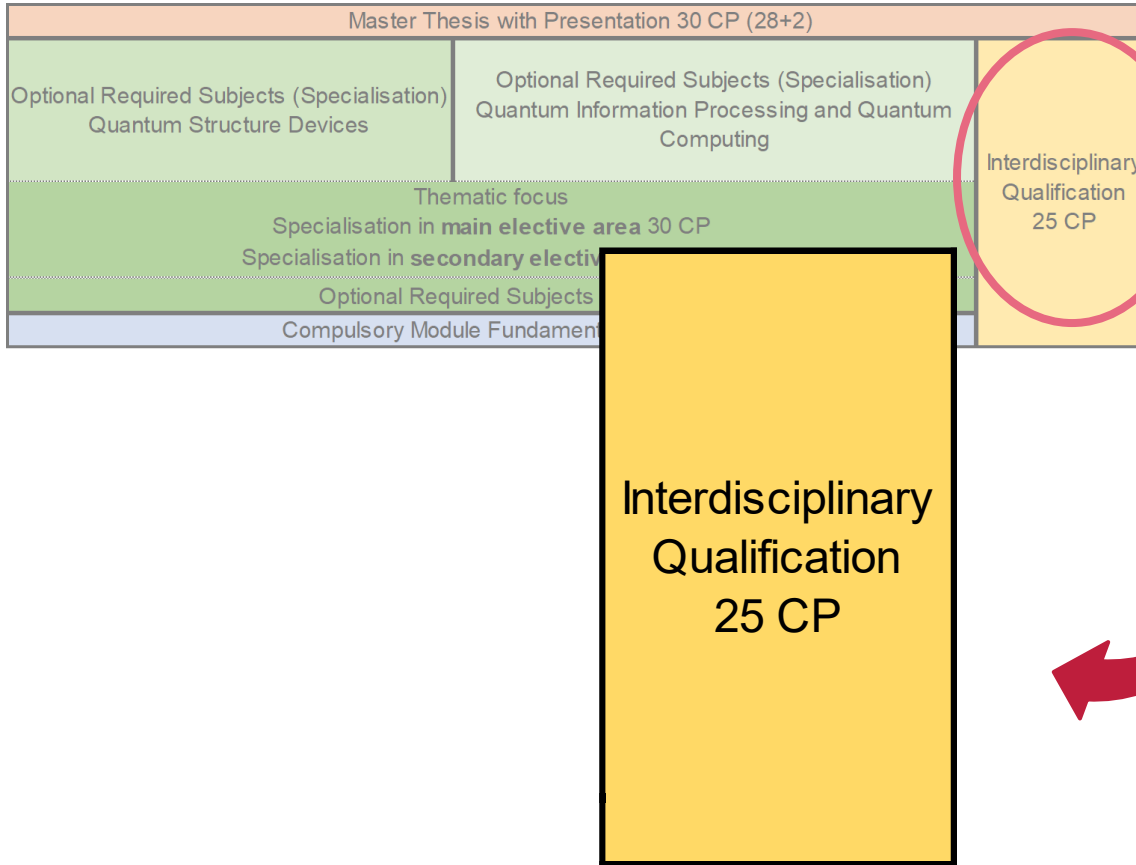 Master Thesis with Presentation 30 CP (28+2)
Optional Required Subjects (Specialisation)
Quantum Structure Devices
Optional Required Subjects (Specialisation)
Quantum Information Processing and Quantum
Computing
Interdisciplinary
Qualification
25 CP
Thematic focus
Specialisation in main elective area 30 CP
Specialisation in secondary
Optional Required Subjects
Compulsory Module
Interdisciplinary
Qualification
25 CP